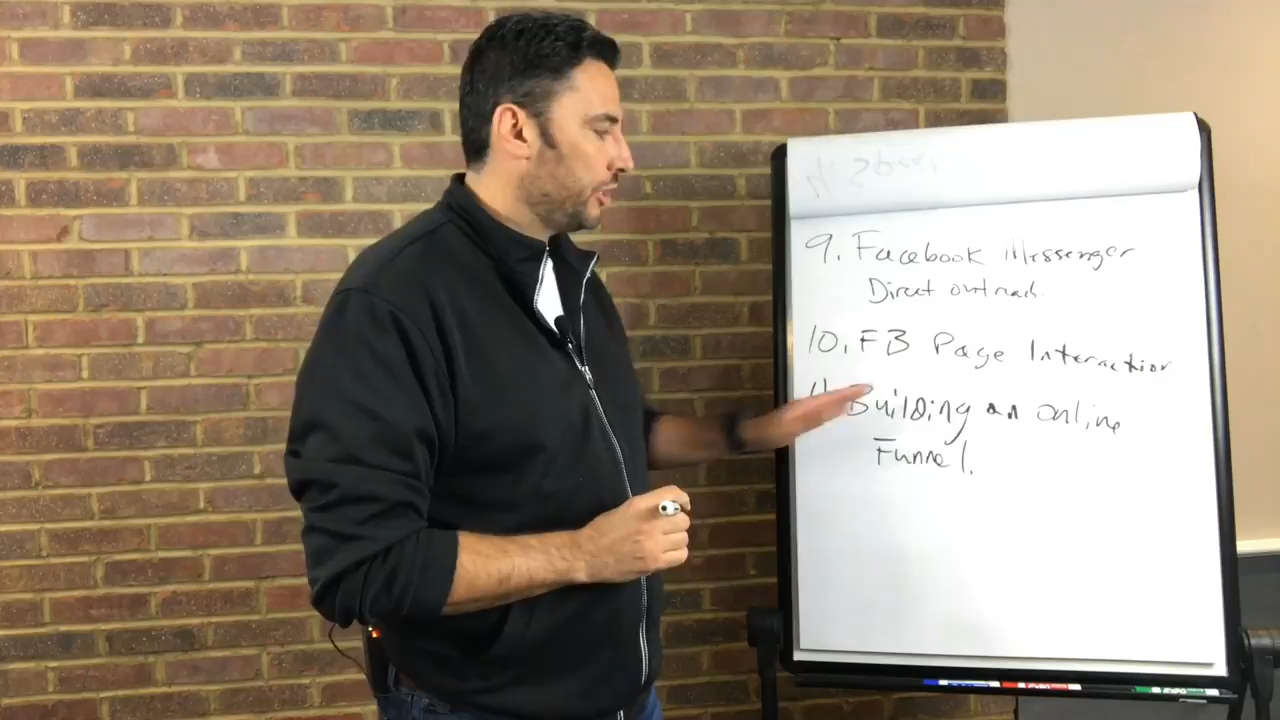 9. Facebook Messenger
Direct outreach.
10. FB Page Interaction
11. Building an online
Funnel.